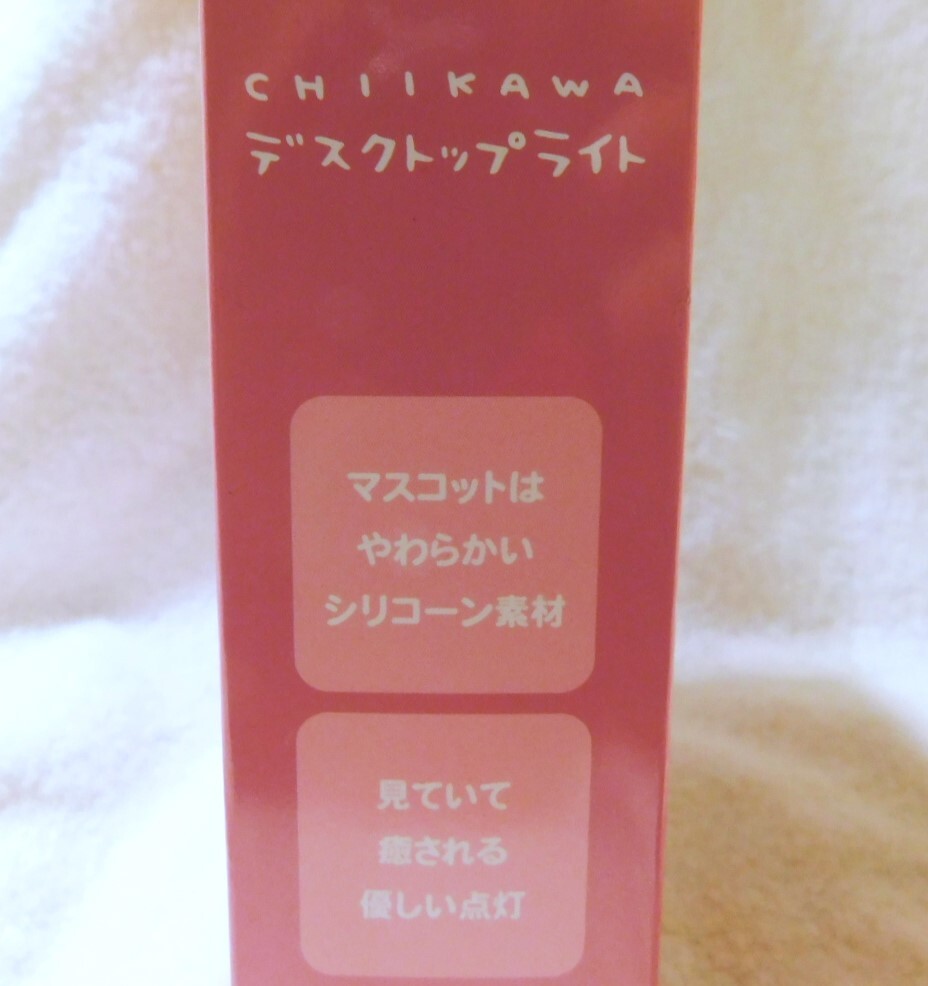 CHIIKAWA
デスクトップライト
マスコットは
やわらかい
シリコーン素材
見ていて
癒される
優しい点灯